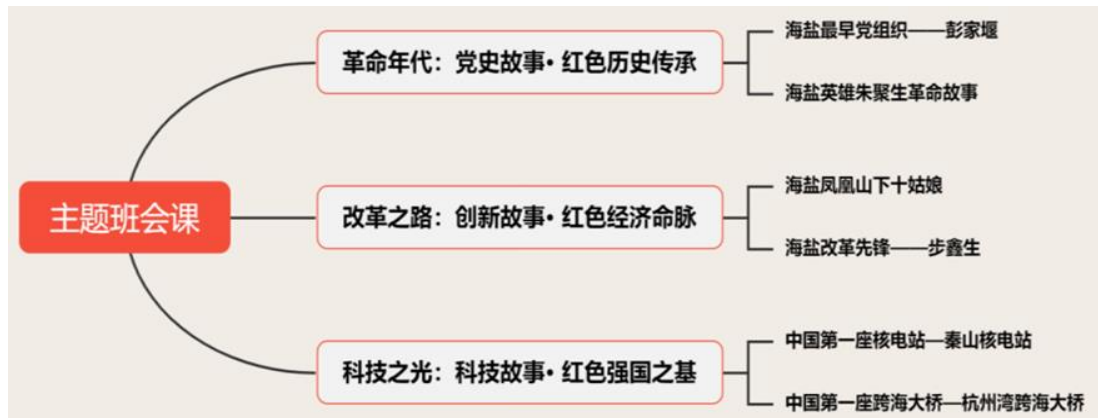 主题班会课
革命年代：党史故事·红色历史传承
海盐最早党组织——彭家堰
海盐英雄朱聚生革命故事
改革之路：创新故事·红色经济命脉
海盐凤凰山下十姑娘
海盐改革先锋——步鑫生
科技之光：科技故事·红色强国之基
中国第一座核电站—秦山核电站
中国第一座跨海大桥—杭州湾跨海大桥